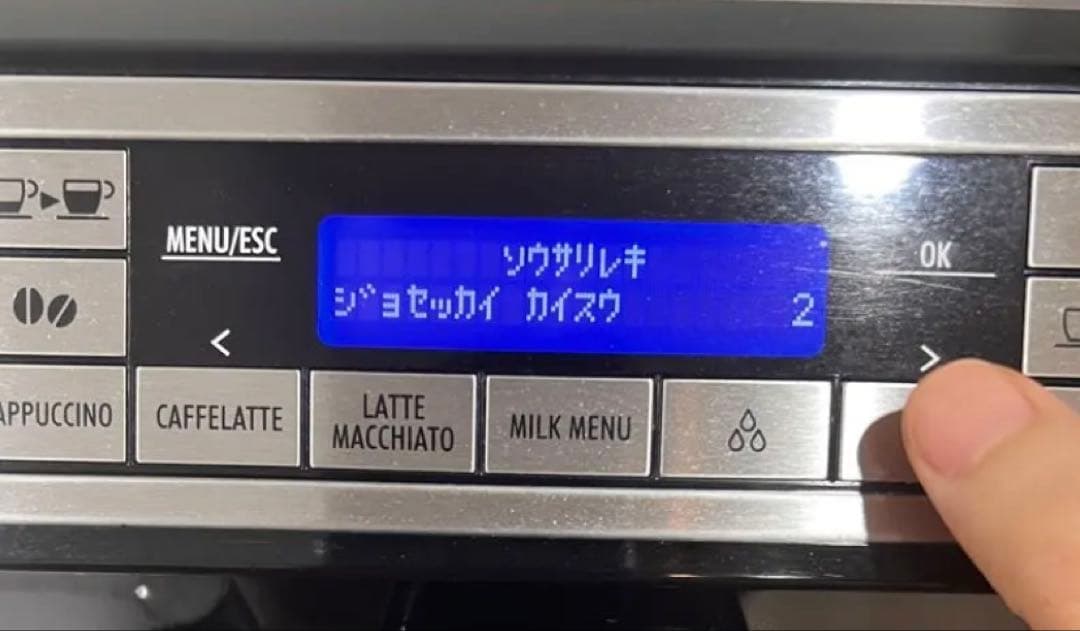 MENU/ESC
ソウサリレキ
ジョセッカイ カイスウ 2
OK
<
>
APPUCCINO
CAFFELATTE
LATTE
MACCHIATO
MILK MENU